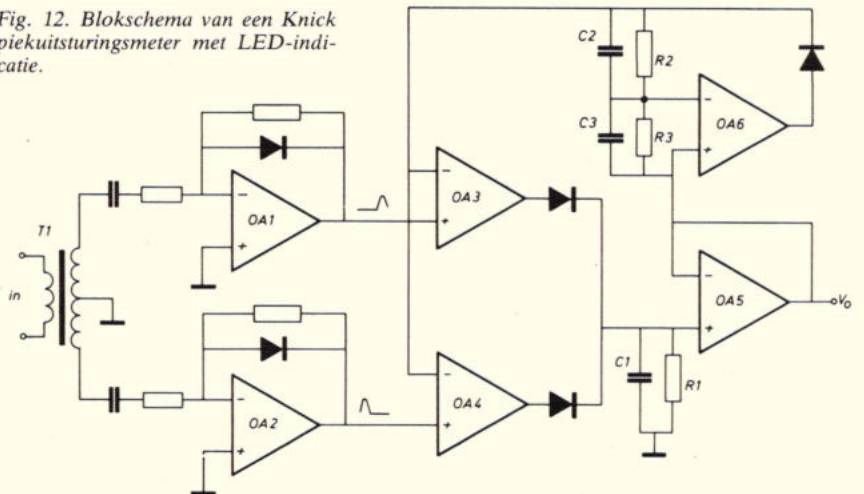 Fig. 12. Blokschema van een Knick
piekuitsturingsmeter met LED-indi-
catie.
C2
R2
C3
R3
-
+
OA6
T1
in
-
+
OA1
-
+
OA3
-
+
OA5
Vo
-
+
OA2
-
+
OA4
C1
R1